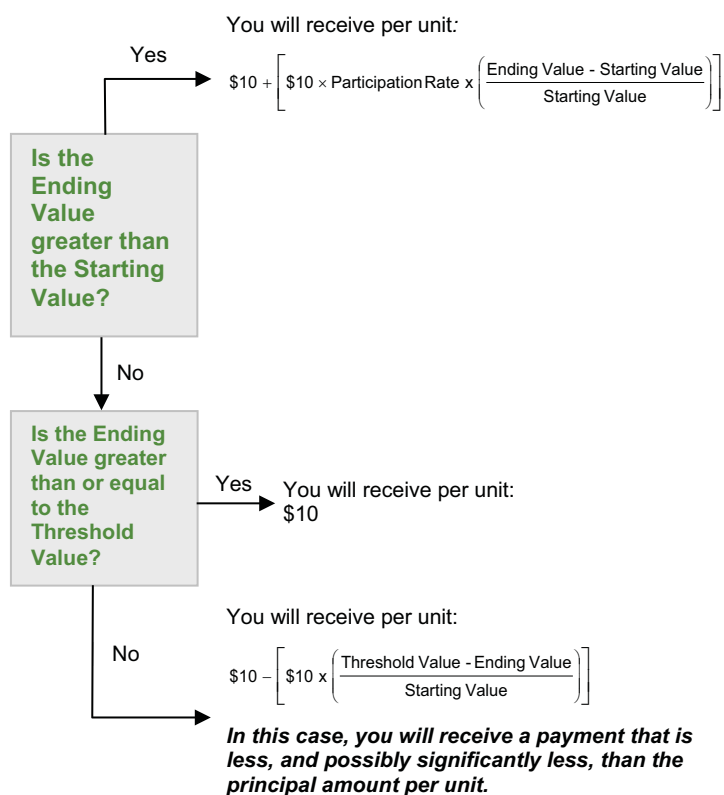 You will receive per unit:
Yes
$10 + [ $10 × Participation Rate x ( Ending Value - Starting Value / Starting Value ) ]
Is the
Ending
Value
greater than
the Starting
Value?
No
Is the Ending
Value greater
than or equal
to the
Threshold
Value?
Yes
You will receive per unit:
$10
You will receive per unit:
No
$10 − [ $10 x ( Threshold Value - Ending Value / Starting Value ) ]
In this case, you will receive a payment that is
less, and possibly significantly less, than the
principal amount per unit.